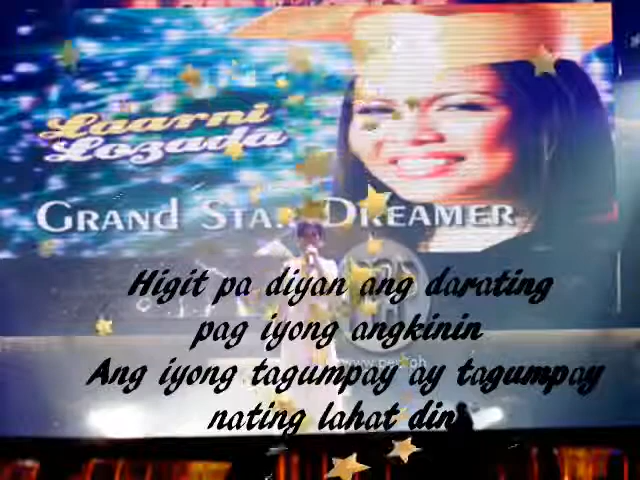 Laarni
Lozada
GRAND STAR DREAMER
Higit pa diyan ang darating
pag iyong angkinin
Ang iyong tagumpay ay tagumpay
nating lahat din